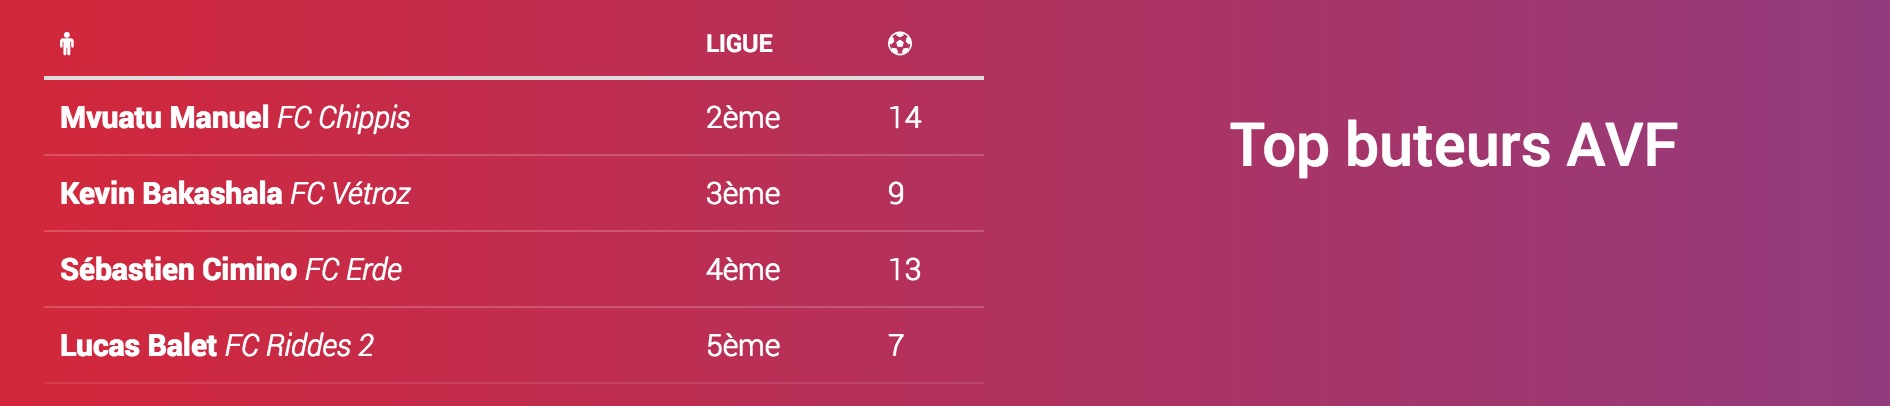 LIGUE
Mvuatu Manuel FC Chippis 2ème 14
Kevin Bakashala FC Vétroz 3ème 9
Sébastien Cimino FC Erde 4ème 13
Lucas Balet FC Riddes 2 5ème 7
Top buteurs AVF